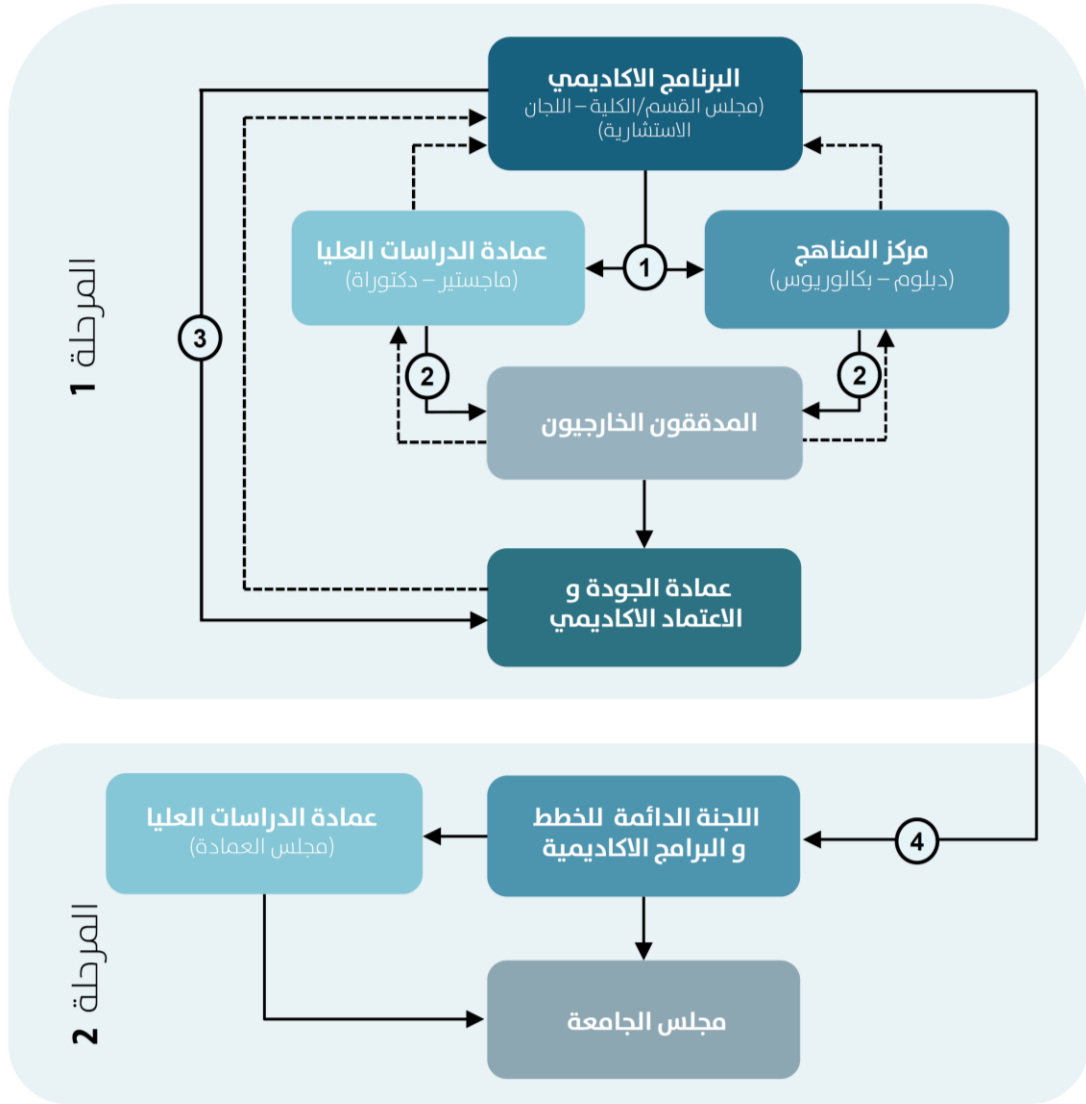 البرنامج الاكاديمي
(مجلس القسم/الكلية – اللجان
الاستشارية)
المرحلة 1
مركز المناهج
(دبلوم – بكالوريوس)
1
عمادة الدراسات العليا
(ماجستير – دكتوراة)
3
2
2
المدققون الخارجيون
عمادة الجودة و
الاعتماد الاكاديمي
المرحلة 2
4
اللجنة الدائمة للخطط
و البرامج الاكاديمية
عمادة الدراسات العليا
(مجلس العمادة)
مجلس الجامعة